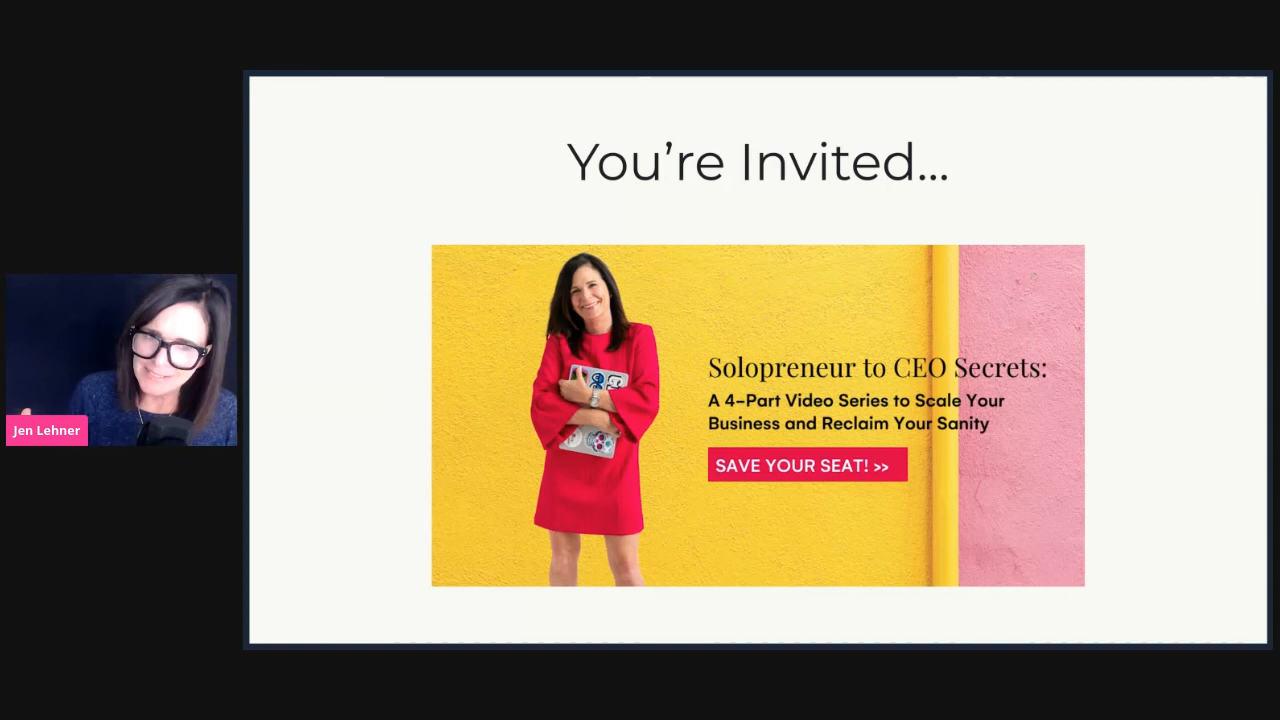 You’re Invited...
Solopreneur to CEO Secrets:
A 4-Part Video Series to Scale Your
Business and Reclaim Your Sanity
SAVE YOUR SEAT! >>
Jen Lehner